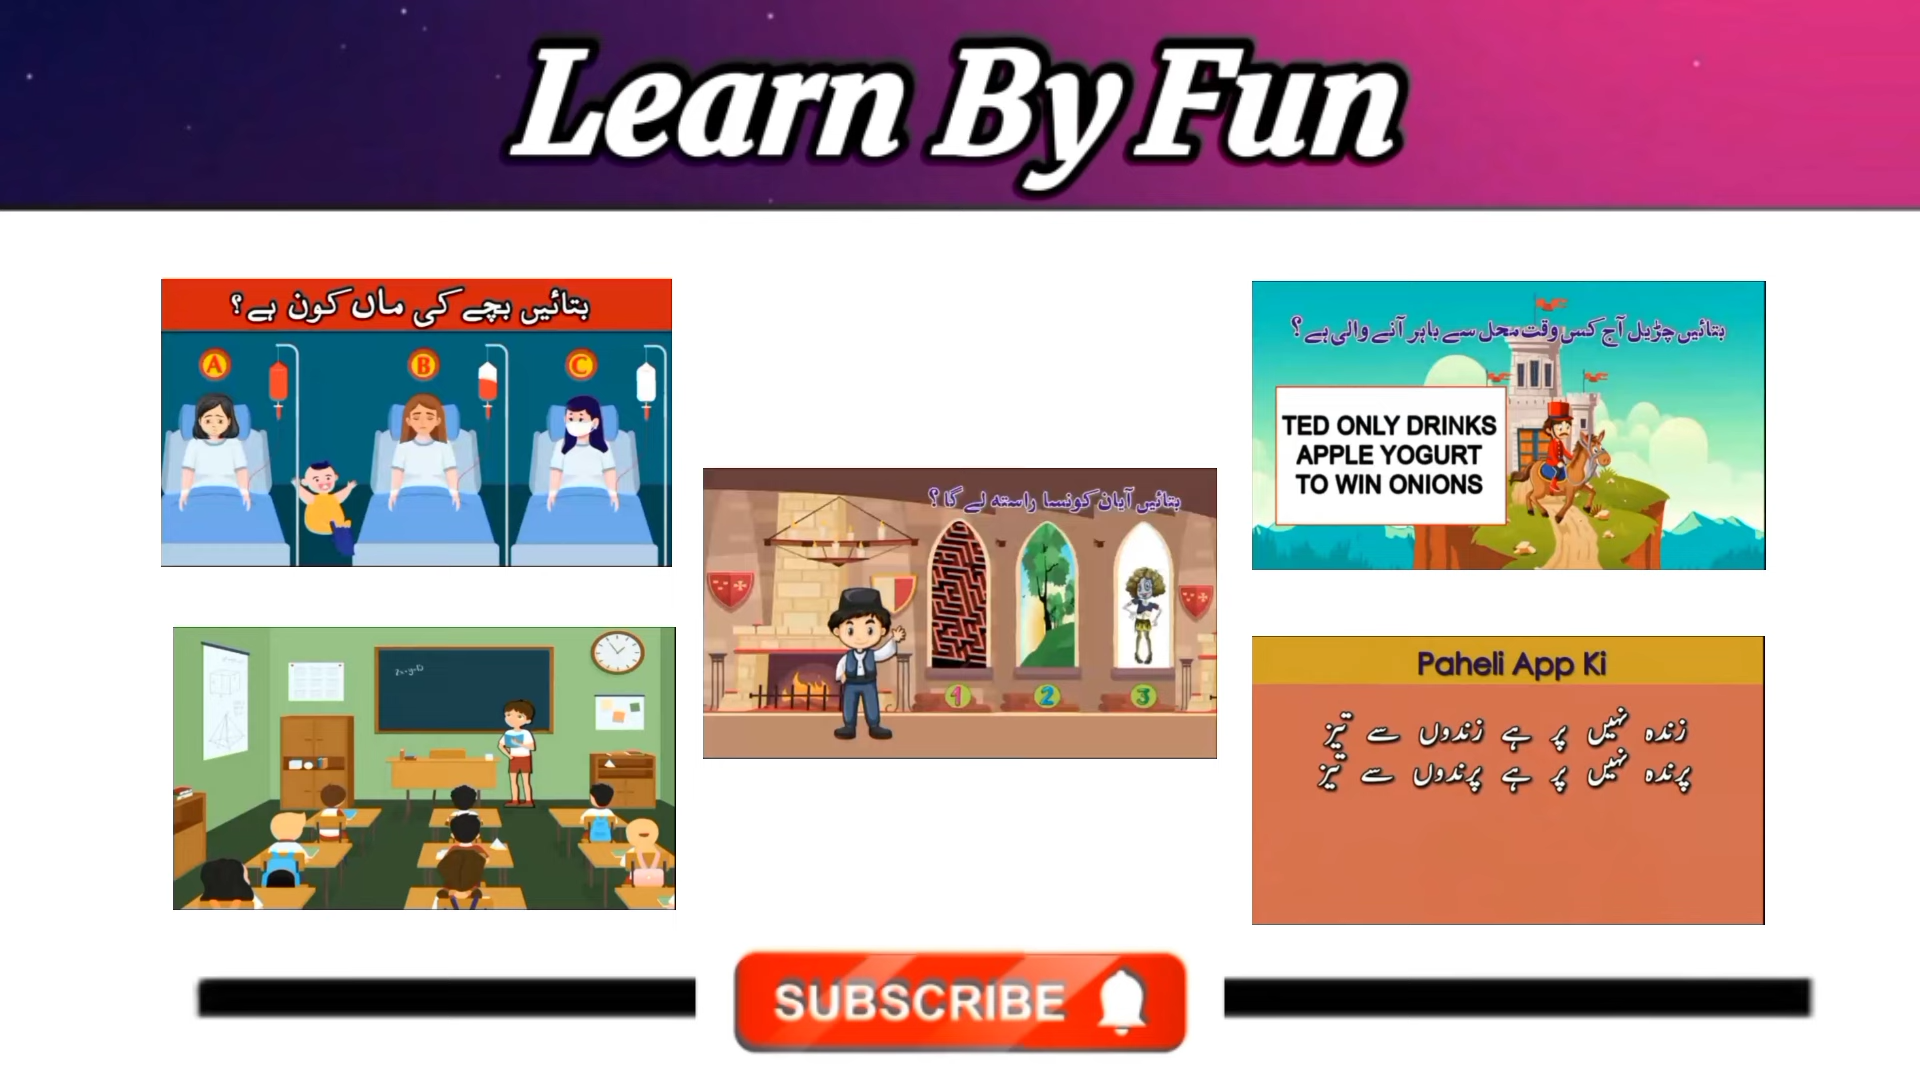 Learn By Fun
بتائیں بچے کی ماں کون ہے؟
A
B
C
بتائیں چڑیل آج کس وقت محل سے باہر آنے والی ہے؟
TED ONLY DRINKS
APPLE YOGURT
TO WIN ONIONS
بتائیں آیان کونسا راستہ لے گا؟
1
2
3
Paheli App Ki
زندہ نہیں پر ہے زندوں سے تیز
پرندہ نہیں پر ہے پرندوں سے تیز
SUBSCRIBE